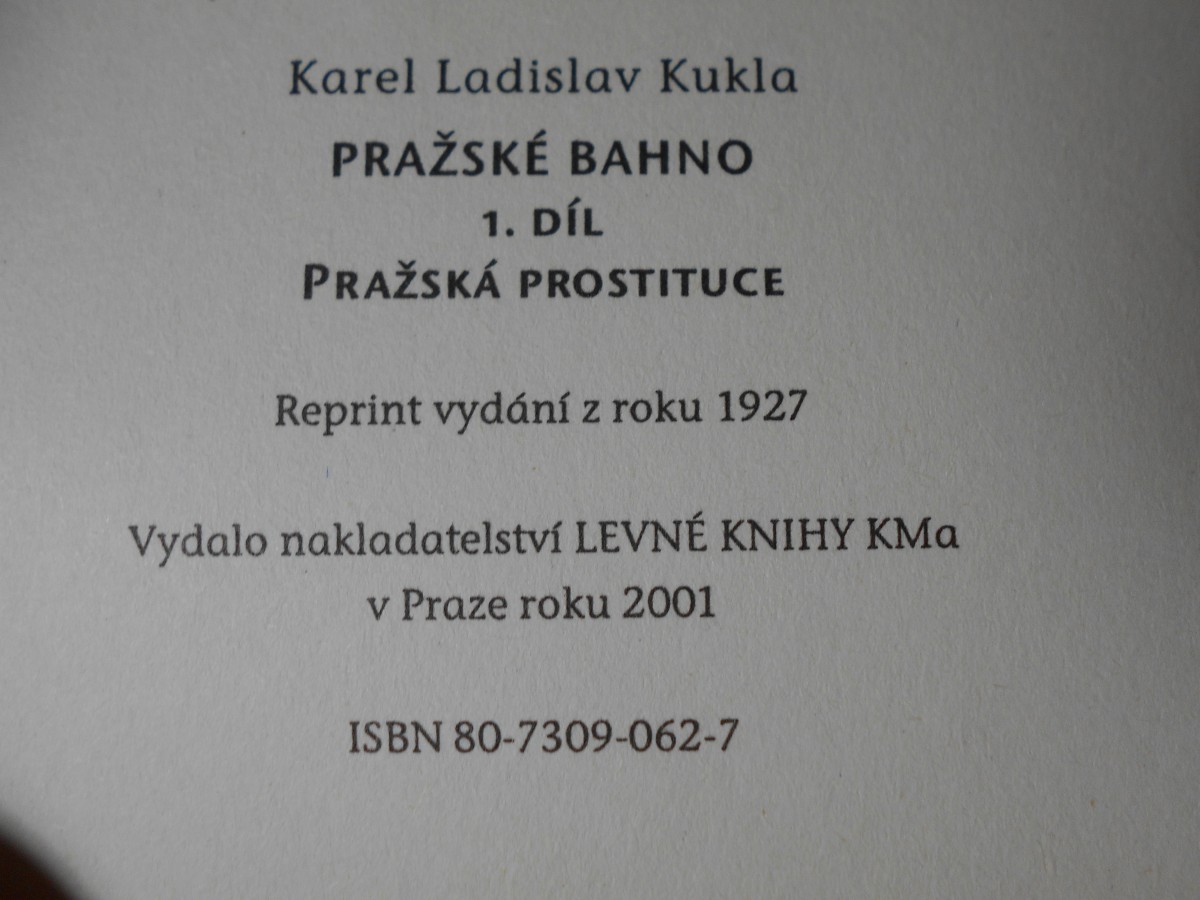 Karel Ladislav Kukla
PRAŽSKÉ BAHNO
1. DÍL
PRAŽSKÁ PROSTITUCE
Reprint vydání z roku 1927
Vydalo nakladatelství LEVNÉ KNIHY KMa
v Praze roku 2001
ISBN 80-7309-062-7